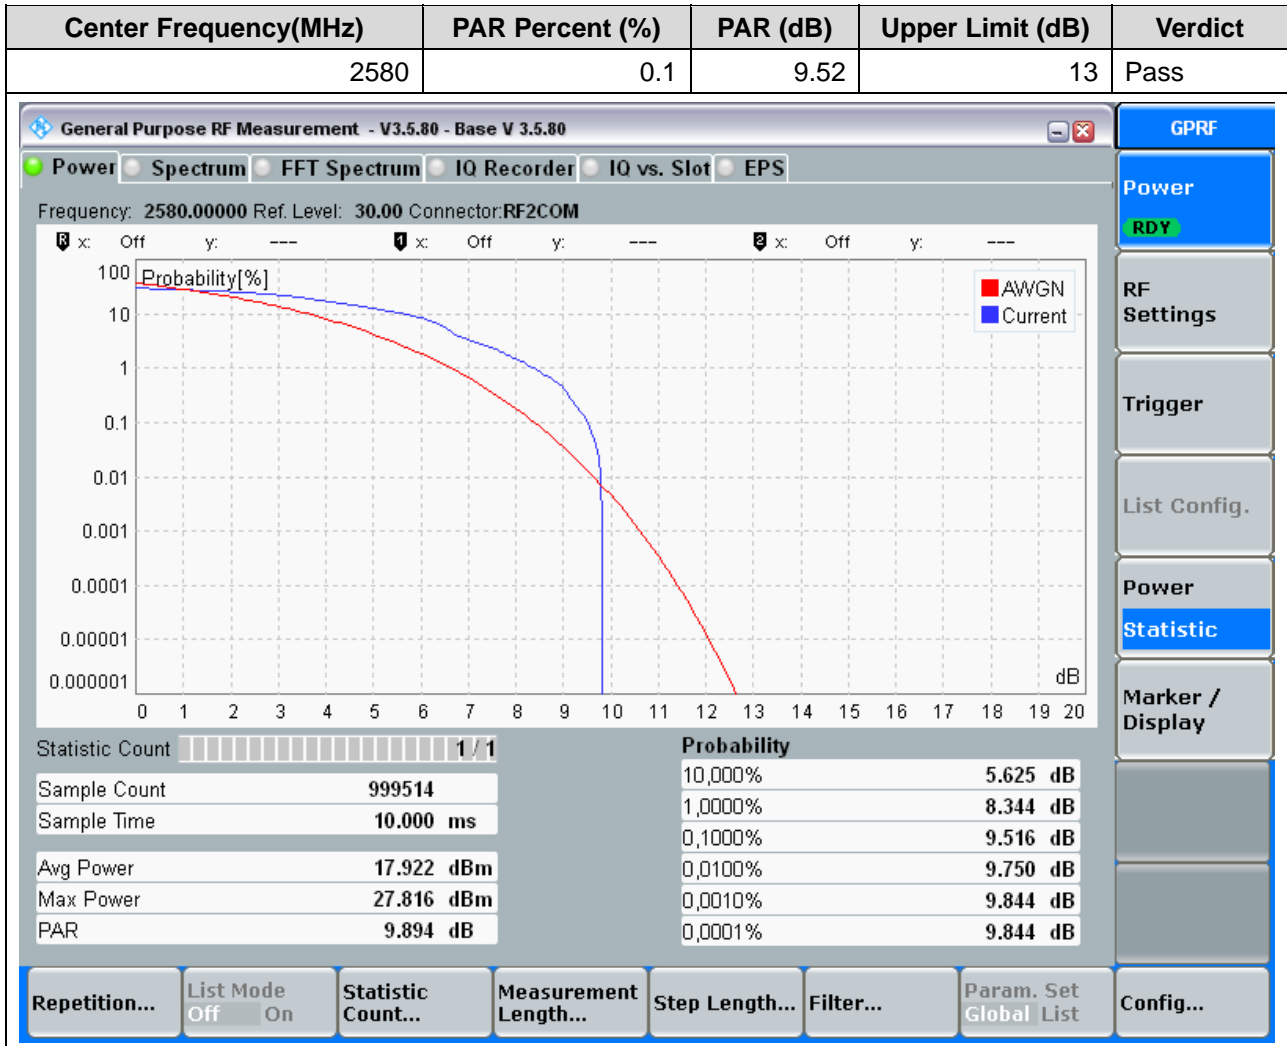 Center Frequency(MHz) PAR Percent (%) PAR (dB) Upper Limit (dB) Verdict
2580 0.1 9.52 13 Pass
General Purpose RF Measurement - V3.5.80 - Base V 3.5.80
GPRF
Power Spectrum FFT Spectrum IQ Recorder IQ vs. Slot EPS
Power
RDY
Frequency: 2580.00000 Ref. Level: 30.00 Connector:RF2COM
R x: Off y: --- 1 x: Off y: --- 2 x: Off y: ---
100 Probability[%]
AWGN
Current
10
1
0.1
0.01
0.001
0.0001
0.00001
0.000001
dB
0 1 2 3 4 5 6 7 8 9 10 11 12 13 14 15 16 17 18 19 20
RF
Settings
Trigger
List Config.
Power
Statistic
Marker /
Display
Statistic Count 1 / 1
Sample Count 999514
Sample Time 10.000 ms
Avg Power 17.922 dBm
Max Power 27.816 dBm
PAR 9.894 dB
Probability
10,000% 5.625 dB
1,0000% 8.344 dB
0,1000% 9.516 dB
0,0100% 9.750 dB
0,0010% 9.844 dB
0,0001% 9.844 dB
Repetition...
List Mode
Off On
Statistic
Count...
Measurement
Length...
Step Length...
Filter...
Param. Set
Global List
Config...